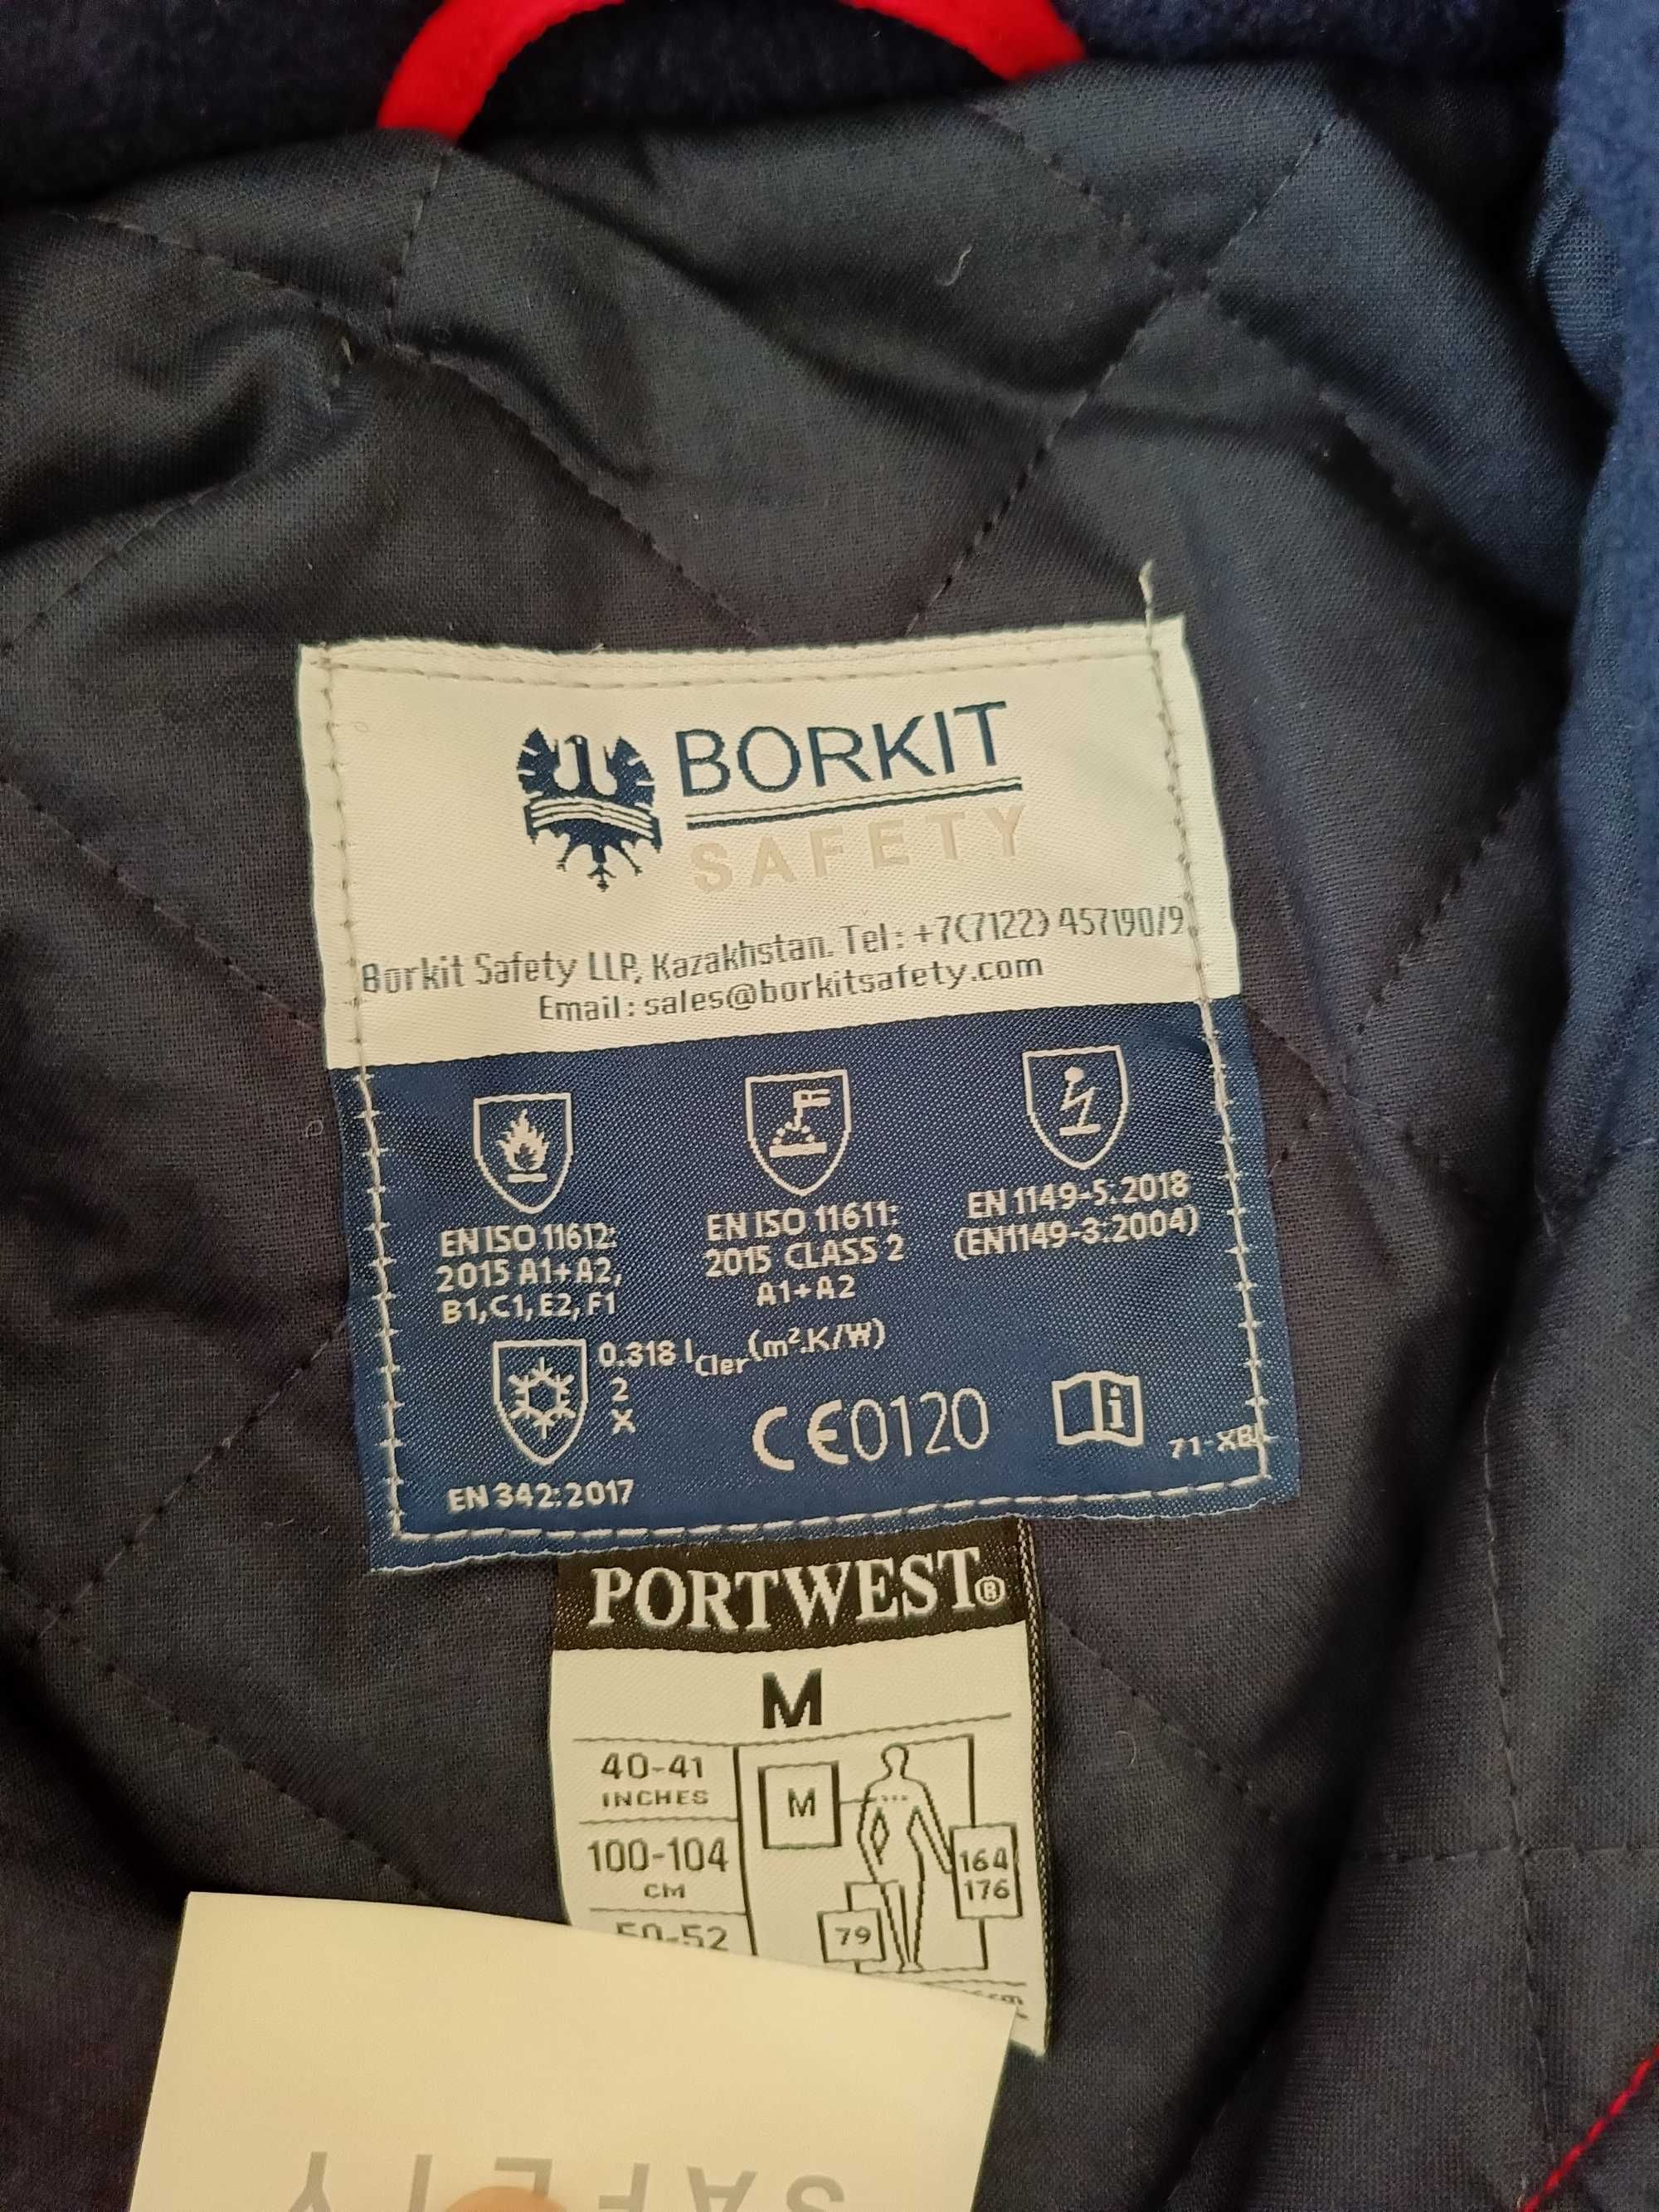 BORKIT
SAFETY
Borkit Safety LLP, Kazakhstan. Tel: +7(7122) 457190/9
Email: sales@borkitsafety.com
EN ISO 11612:
2015 A1+A2,
B1,C1,E2,F1
EN ISO 11611:
2015 CLASS 2
A1+A2
EN 1149-5:2018
(EN1149-3:2004)
0.318 Icler(m².K/W)
2
X
EN 342:2017
CE0120
i
PORTWEST®
M
40-41
INCHES
100-104
CM
50-52
M
164
176
79
SAFETY